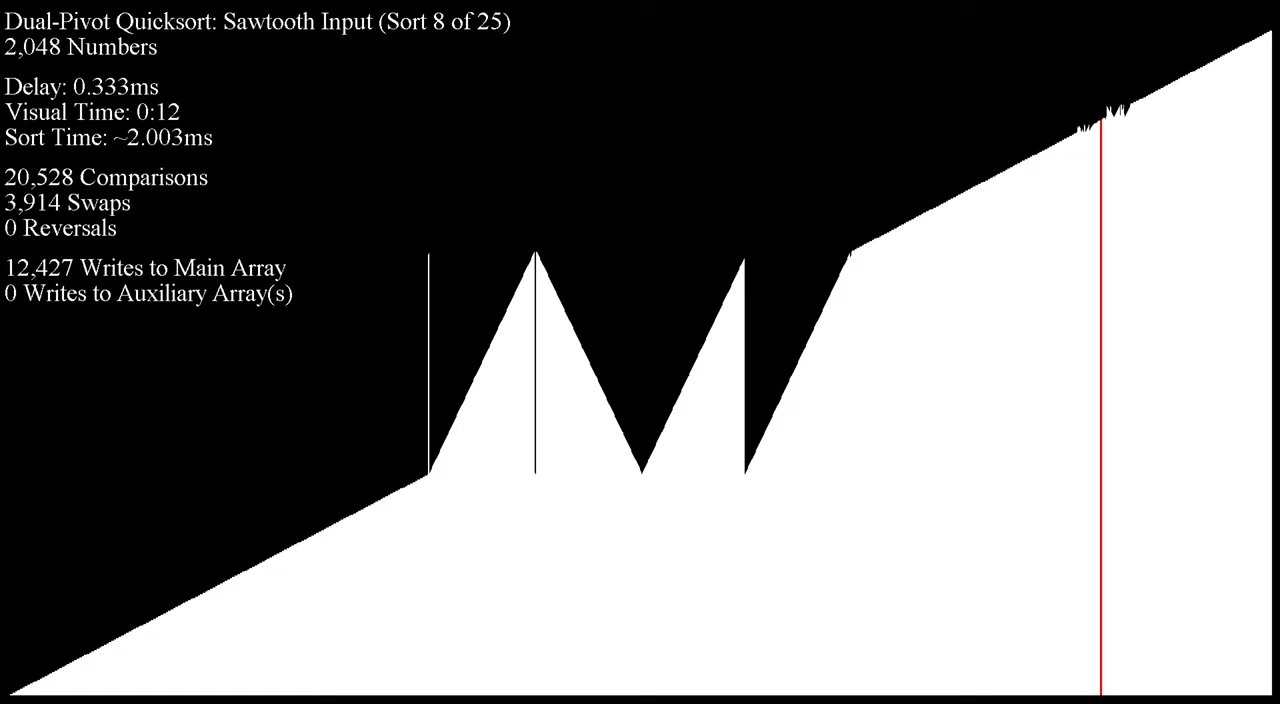 Dual-Pivot Quicksort: Sawtooth Input (Sort 8 of 25)
2,048 Numbers
Delay: 0.333ms
Visual Time: 0:12
Sort Time: ~2.003ms
20,528 Comparisons
3,914 Swaps
0 Reversals
12,427 Writes to Main Array
0 Writes to Auxiliary Array(s)